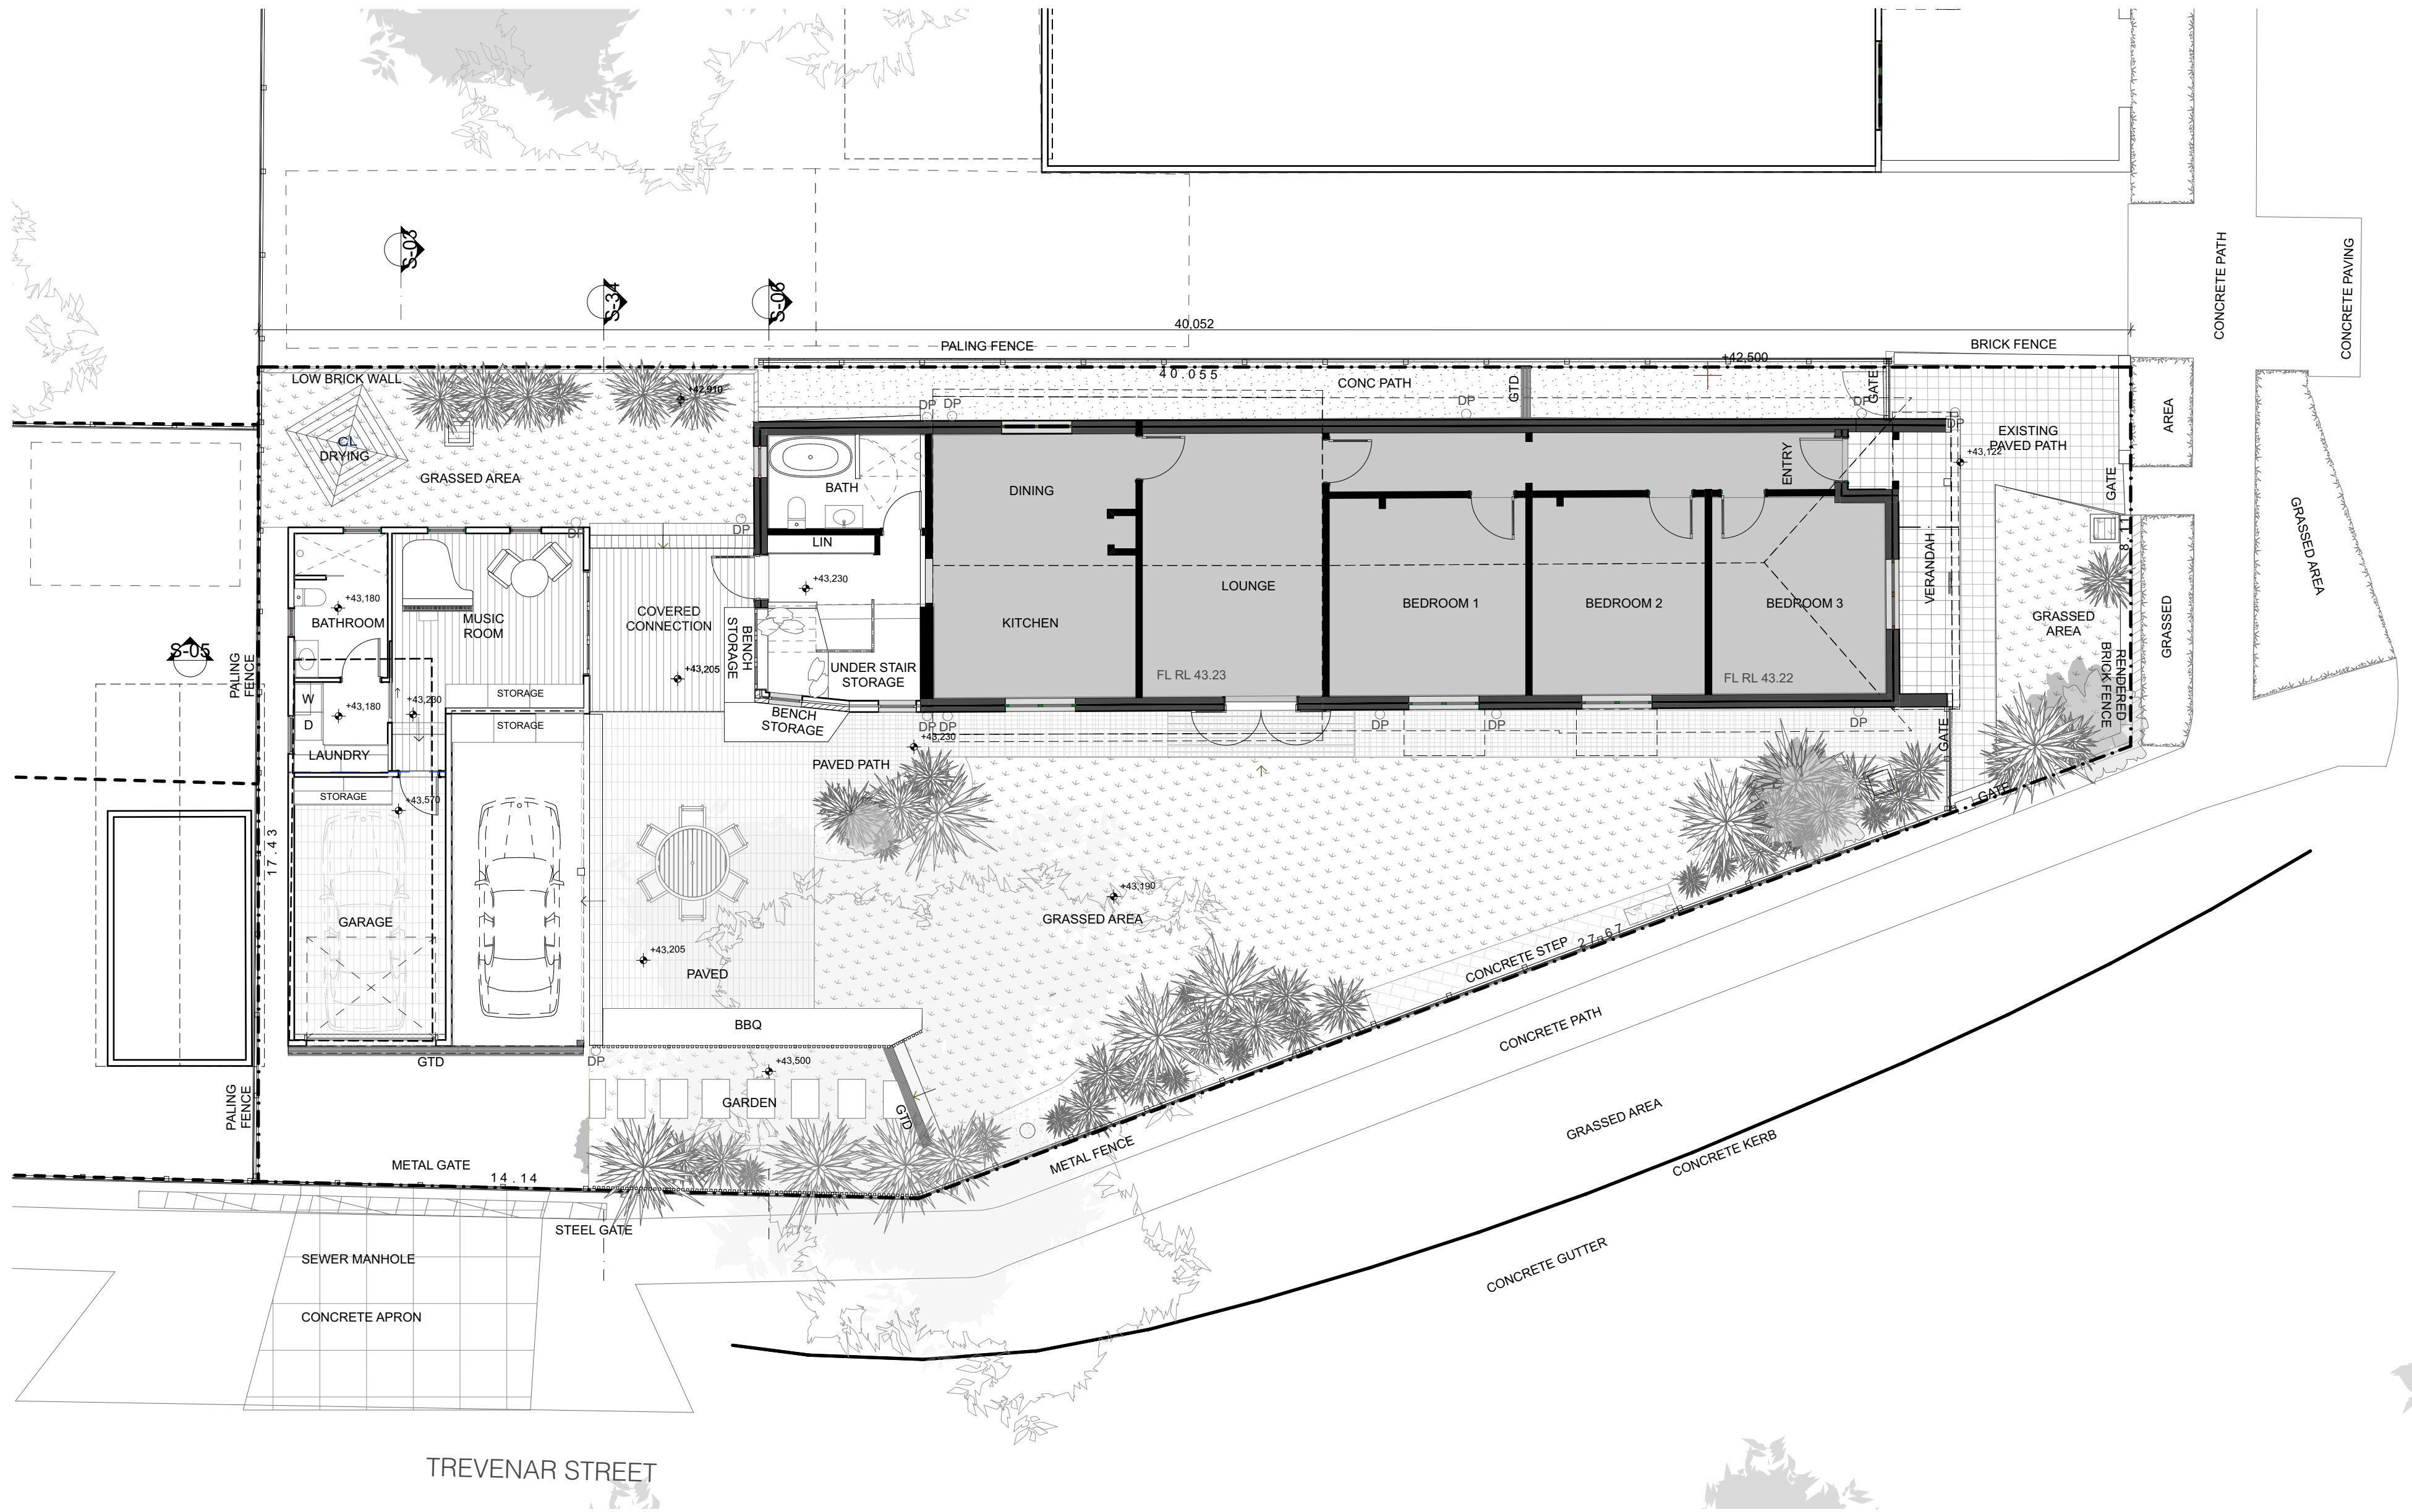 S-03
S-34
S-06
CONCRETE PATH
CONCRETE PAVING
40,052
PALING FENCE
BRICK FENCE
+42,500
LOW BRICK WALL
40.055
CONC PATH
GTD
GATE
+42,910
DP
DP
DP
DP
DP
AREA
CL
DRYING
GRASSED AREA
BATH
DINING
ENTRY
EXISTING
PAVED PATH
+43,122
GATE
DP
DP
LIN
8.11
GRASSED AREA
+43,180
BATHROOM
MUSIC
ROOM
COVERED
CONNECTION
BENCH
STORAGE
+43,230
LOUNGE
BEDROOM 1
BEDROOM 2
BEDROOM 3
VERANDAH
GRASSED
AREA
GRASSED
KITCHEN
S-05
PALING
FENCE
+43,205
UNDER STAIR
STORAGE
FL RL 43.23
FL RL 43.22
RENDERED
BRICK FENCE
W
D
STORAGE
+43,180
+43,230
STORAGE
BENCH
STORAGE
DP
DP
DP
DP
DP
+43,230
GATE
LAUNDRY
PAVED PATH
STORAGE
+43,570
GATE
17.43
GARAGE
+43,190
GRASSED AREA
+43,205
PAVED
CONCRETE STEP
27.67
BBQ
CONCRETE PATH
GTD
DP
+43,500
PALING
FENCE
GARDEN
GTD
GRASSED AREA
METAL FENCE
CONCRETE KERB
METAL GATE
14.14
STEEL GATE
SEWER MANHOLE
CONCRETE GUTTER
CONCRETE APRON
TREVENAR STREET